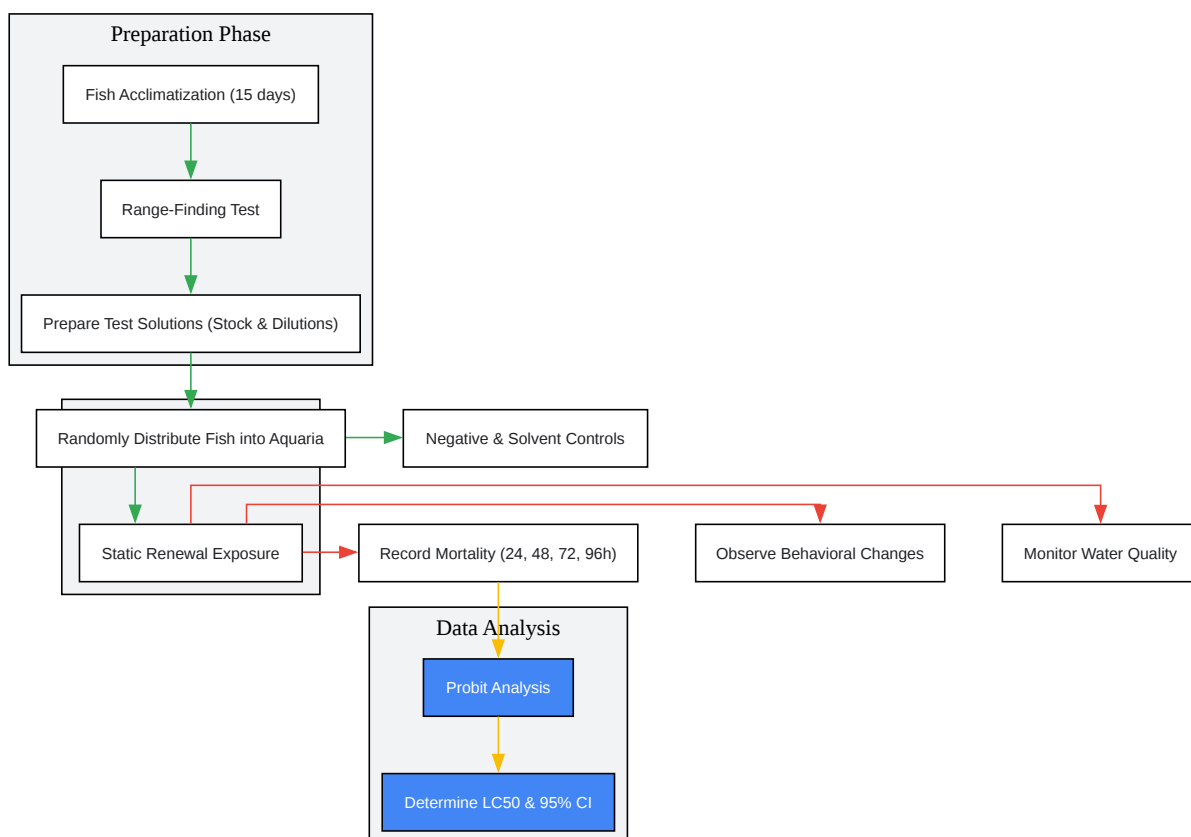 Preparation Phase
Fish Acclimatization (15 days)
Range-Finding Test
Prepare Test Solutions (Stock & Dilutions)
Randomly Distribute Fish into Aquaria
Negative & Solvent Controls
Static Renewal Exposure
Record Mortality (24, 48, 72, 96h)
Observe Behavioral Changes
Monitor Water Quality
Data Analysis
Probit Analysis
Determine LC50 & 95% CI